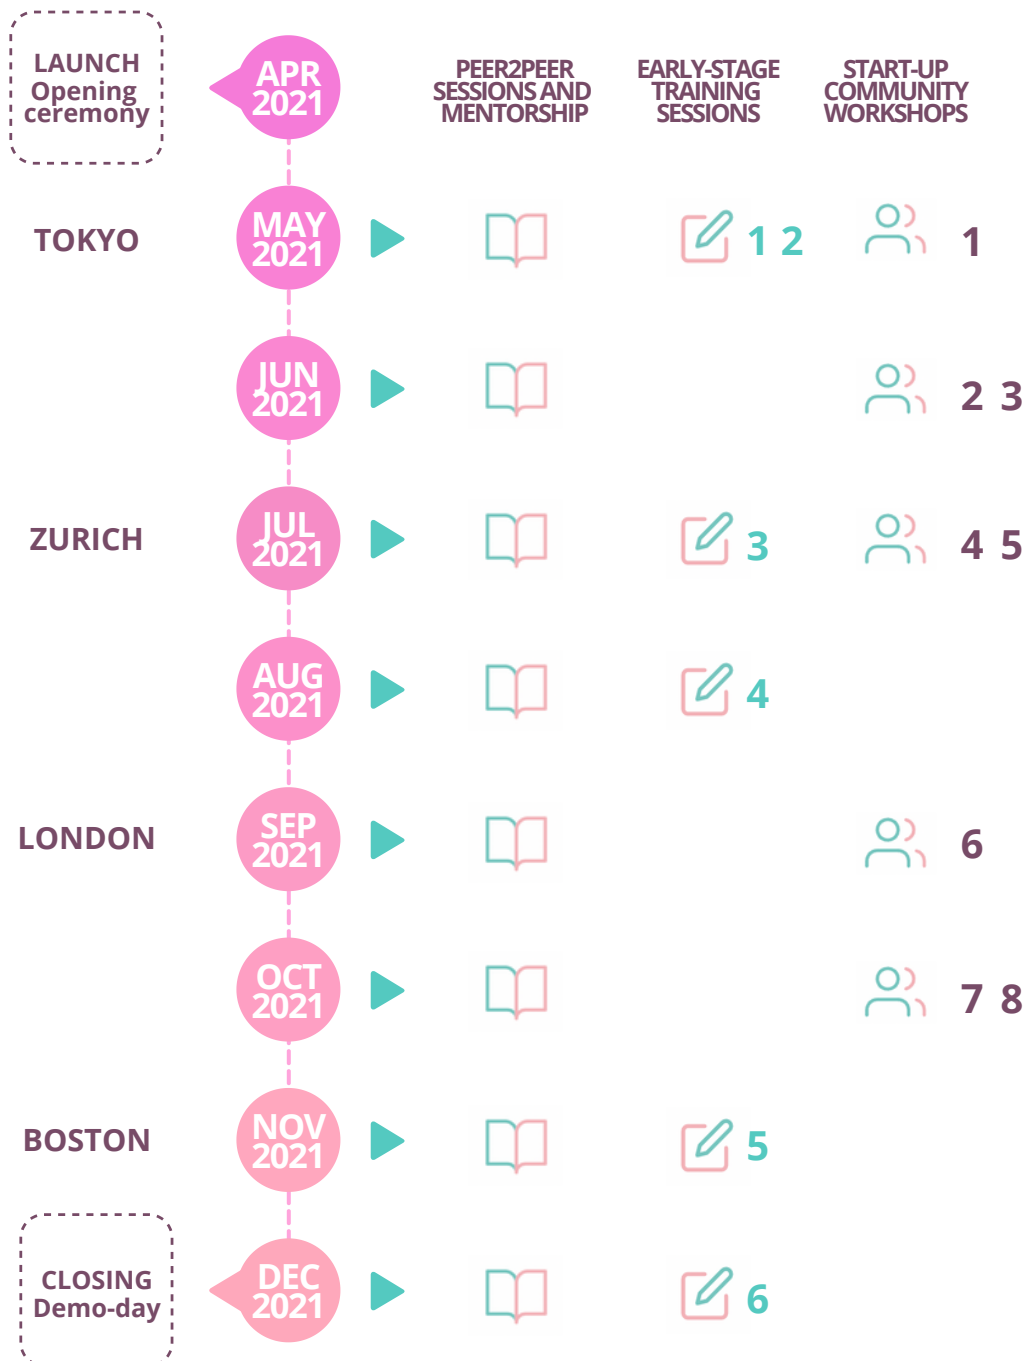 LAUNCH
Opening
ceremony
APR
2021
PEER2PEER
SESSIONS AND
MENTORSHIP
EARLY-STAGE
TRAINING
SESSIONS
START-UP
COMMUNITY
WORKSHOPS
TOKYO
MAY
2021
1 2
1
JUN
2021
2 3
ZURICH
JUL
2021
3
4 5
AUG
2021
4
LONDON
SEP
2021
6
OCT
2021
7 8
BOSTON
NOV
2021
5
CLOSING
Demo-day
DEC
2021
6